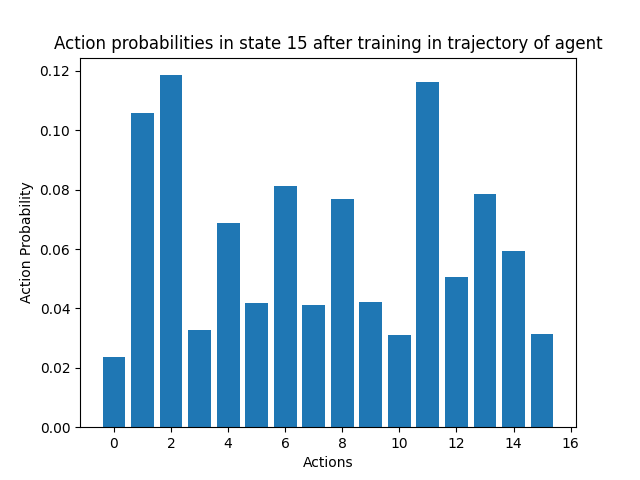 Action probabilities in state 15 after training in trajectory of agent
0.12
0.10
0.08
0.06
0.04
0.02
0.00
Action Probability
0 2 4 6 8 10 12 14 16
Actions